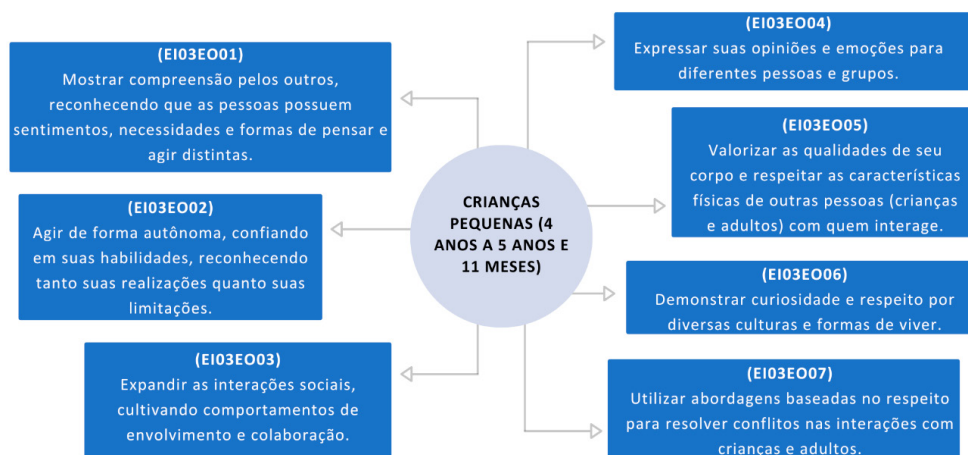 (EI03EO01)
Mostrar compreensão pelos outros,
reconhecendo que as pessoas possuem
sentimentos, necessidades e formas de pensar e
agir distintas.
(EI03EO02)
Agir de forma autônoma, confiando
em suas habilidades, reconhecendo
tanto suas realizações quanto suas
limitações.
(EI03EO03)
Expandir as interações sociais,
cultivando comportamentos de
envolvimento e colaboração.
CRIANÇAS
PEQUENAS (4
ANOS A 5 ANOS E
11 MESES)
(EI03EO04)
Expressar suas opiniões e emoções para
diferentes pessoas e grupos.
(EI03EO05)
Valorizar as qualidades de seu
corpo e respeitar as características
físicas de outras pessoas (crianças
e adultos) com quem interage.
(EI03EO06)
Demonstrar curiosidade e respeito por
diversas culturas e formas de viver.
(EI03EO07)
Utilizar abordagens baseadas no respeito
para resolver conflitos nas interações com
crianças e adultos.